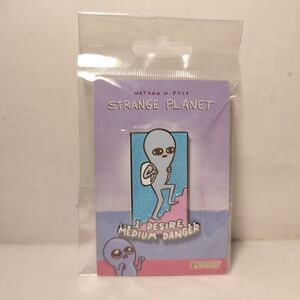 NATHAN W PYLE
STRANGE PLANET
I DESIRE
MEDIUM DANGER